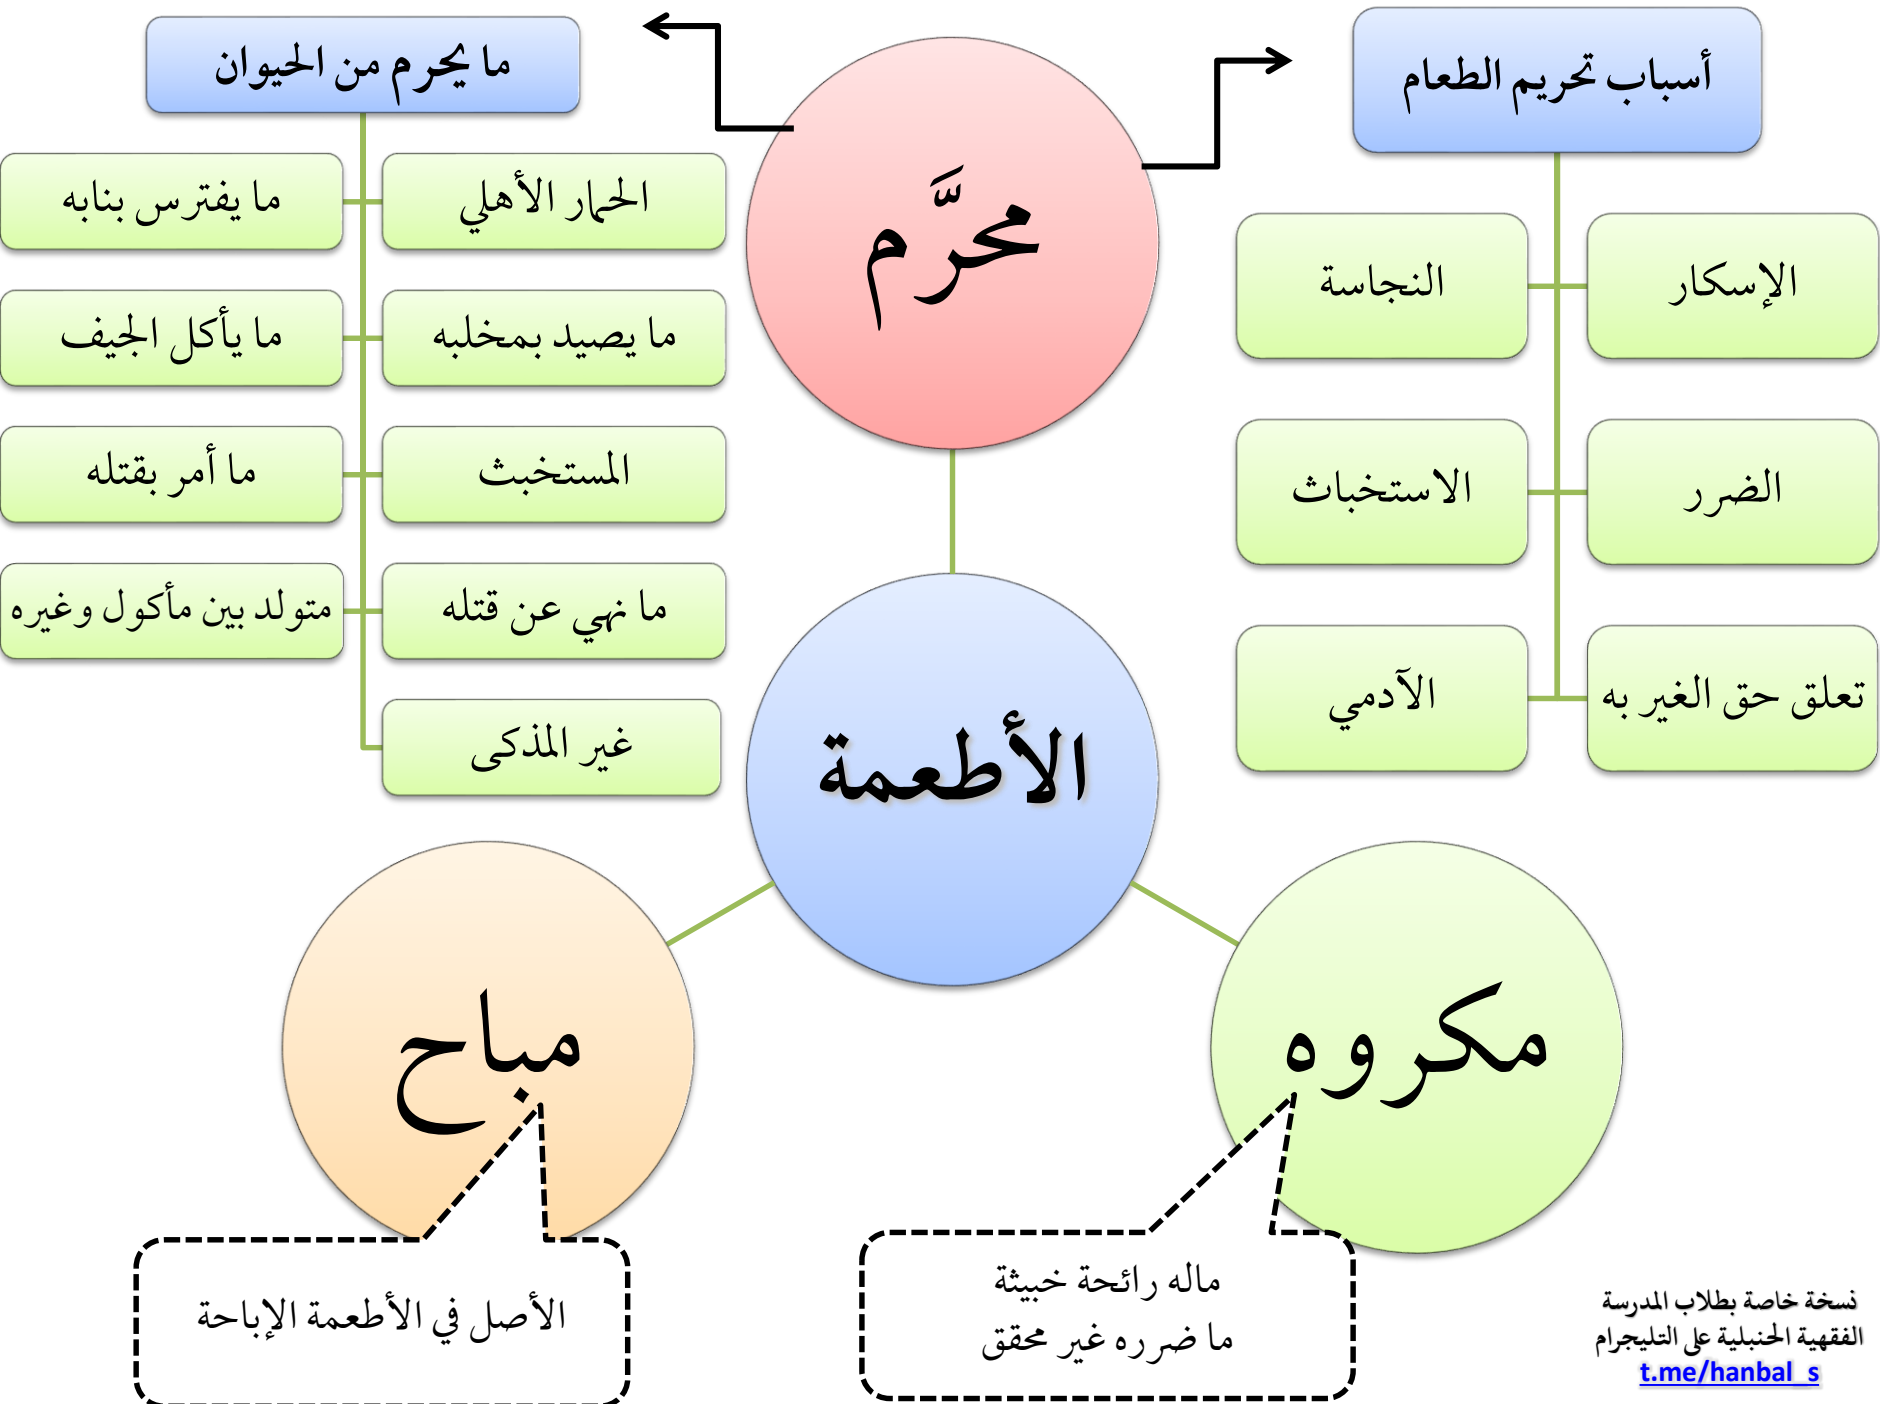 أسباب تحريم الطعام
الإسكار
النجاسة
الضرر
الاستخباث
تعلق حق الغير به
الآدمي
محرَّم
ما يحرم من الحيوان
الحمار الأهلي
ما يفترس بنابه
ما يصيد بمخلبه
ما يأكل الجيف
المستخبث
ما أمر بقتله
ما نهي عن قتله
متولد بين مأكول وغيره
غير المذكى
الأطعمة
مكروه
ماله رائحة خبيثة
ما ضرره غير محقق
مباح
الأصل في الأطعمة الإباحة
نسخة خاصة بطلاب المدرسة
الفقهية الحنبلية على التليجرام
t.me/hanbal_s